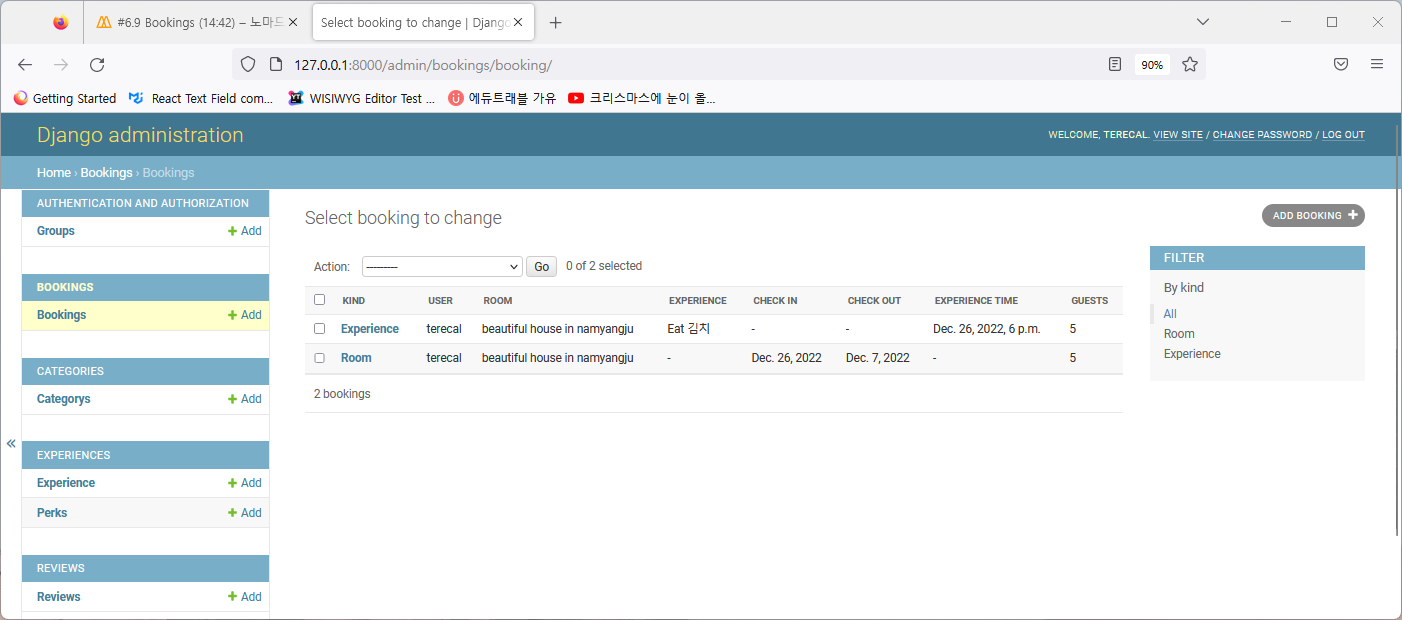 #6.9 Bookings (14:42) – 노마드
Select booking to change | Django
127.0.0.1:8000/admin/bookings/booking/
90%
Getting Started
React Text Field com...
WISIWYG Editor Test ...
에듀트래블 가유
크리스마스에 눈이 올...
Django administration
WELCOME, TERECAL. VIEW SITE / CHANGE PASSWORD / LOG OUT
Home › Bookings › Bookings
AUTHENTICATION AND AUTHORIZATION
Groups + Add
BOOKINGS
Bookings + Add
CATEGORIES
Categorys + Add
EXPERIENCES
Experience + Add
Perks + Add
REVIEWS
Reviews + Add
«
Select booking to change
ADD BOOKING +
Action: --------- Go 0 of 2 selected
KIND USER ROOM EXPERIENCE CHECK IN CHECK OUT EXPERIENCE TIME GUESTS
Experience terecal beautiful house in namyangju Eat 김치 - - Dec. 26, 2022, 6 p.m. 5
Room terecal beautiful house in namyangju - Dec. 26, 2022 Dec. 7, 2022 - 5
2 bookings
FILTER
By kind
All
Room
Experience